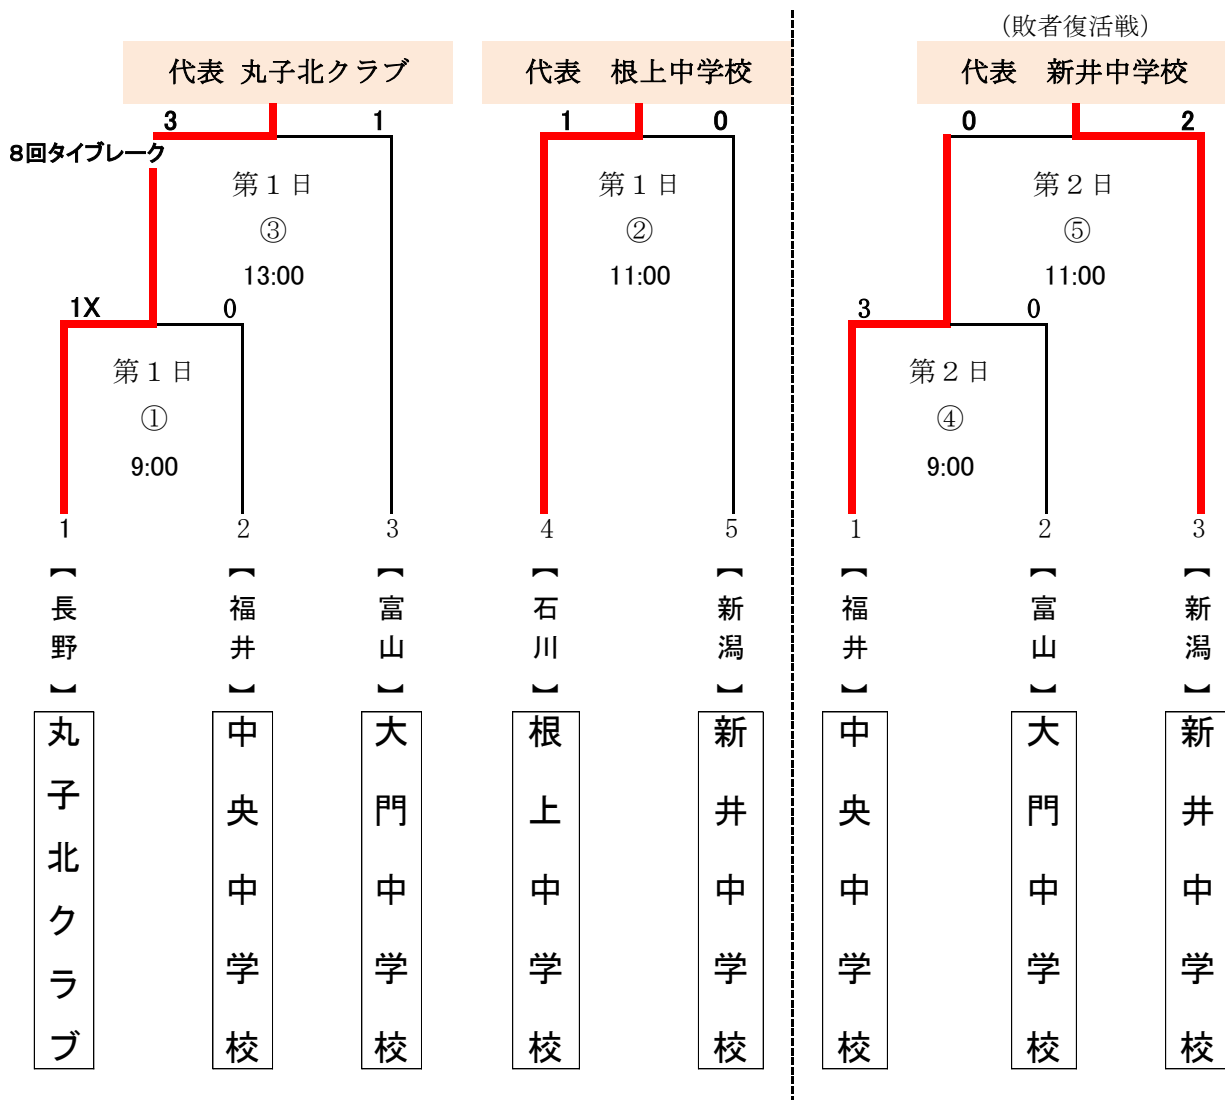 (敗者復活戦)
代表 丸子北クラブ
代表 根上中学校
代表 新井中学校
3 1
1 0
0 2
8回タイブレーク
第1日
③
13:00
第1日
②
11:00
第2日
⑤
11:00
1X 0
3 0
第1日
①
9:00
第2日
④
9:00
1
【長野】
丸子北クラブ
2
【福井】
中央中学校
3
【富山】
大門中学校
4
【石川】
根上中学校
5
【新潟】
新井中学校
1
【福井】
中央中学校
2
【富山】
大門中学校
3
【新潟】
新井中学校